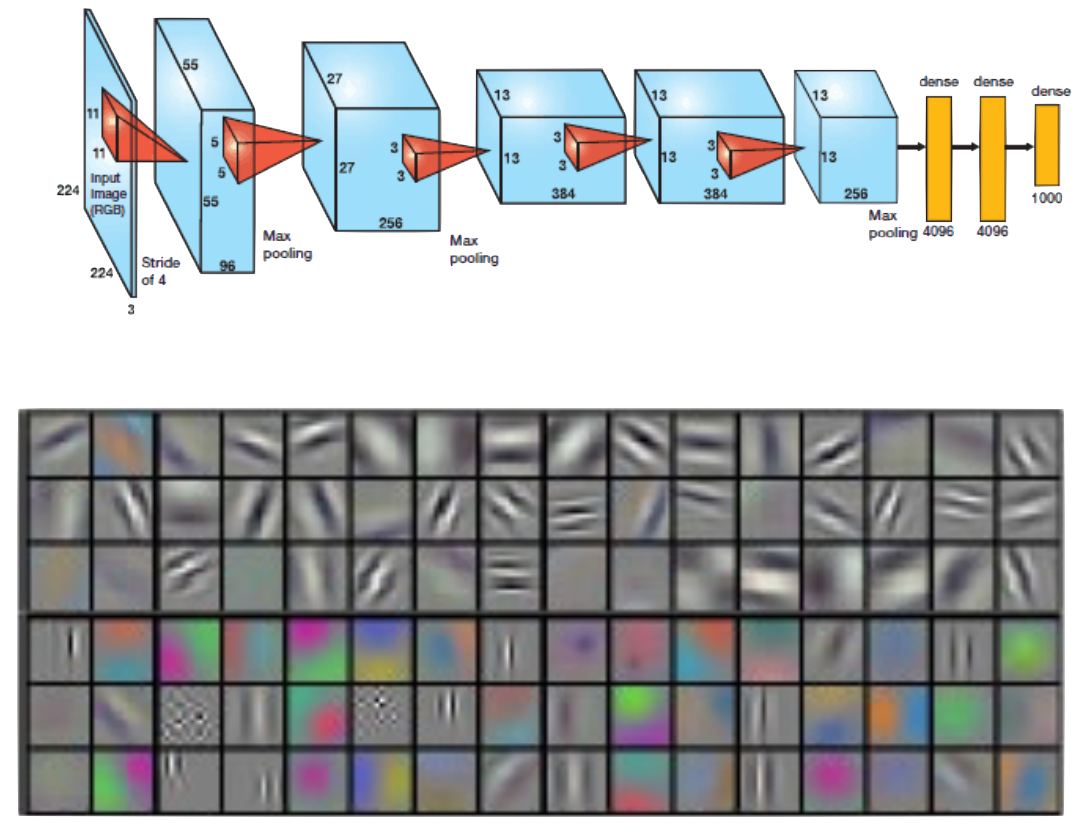 55
11
11
Input
Image
(RGB)
224
224
3
Stride
of 4
5
5
55
96
Max
pooling
27
27
3
3
256
Max
pooling
13
13
3
3
384
13
13
3
3
384
13
13
256
Max
pooling
dense
4096
dense
4096
dense
1000